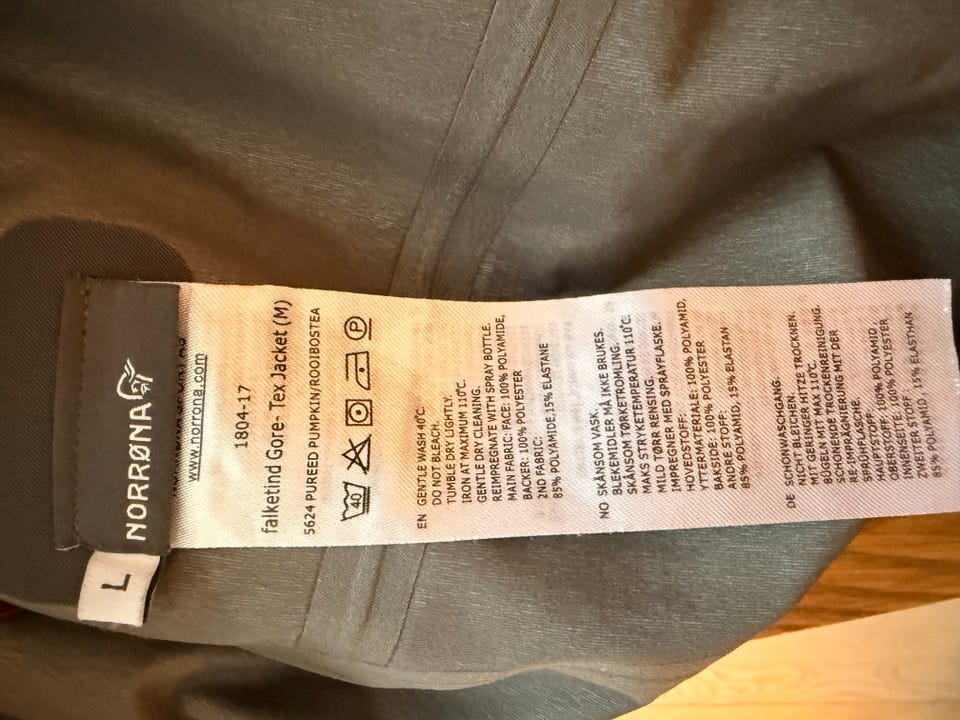 NORRØNA
L
www.norrona.com
1804-17
falketind Gore-Tex Jacket (M)
5624 PUREED PUMPKIN/ROOIBOSTEA
40
P
EN GENTLE WASH 40°C.
DO NOT BLEACH.
TUMBLE DRY LIGHTLY.
IRON AT MAXIMUM 110°C.
GENTLE DRY CLEANING.
REIMPREGNATE WITH SPRAY BOTTLE.
MAIN FABRIC: FACE: 100% POLYAMIDE,
BACKER: 100% POLYESTER
2ND FABRIC:
85% POLYAMIDE,15% ELASTANE
NO SKÅNSOM VASK.
BLEKEMIDLER MÅ IKKE BRUKES.
SKÅNSOM TØRKETROMLING.
MAKS STRYKETEMPERATUR 110°C.
MILD TØRR RENSING.
IMPREGNER MED SPRAYFLASKE.
HOVEDSTOFF:
YTTERMATERIALE: 100% POLYAMID,
BAKSIDE: 100% POLYESTER
ANDRE STOFF:
85% POLYAMID, 15% ELASTAN
DE SCHONWASCHGANG.
NICHT BLEICHEN.
MIT GERINGER HITZE TROCKNEN.
BÜGELN MIT MAX 110°C.
SCHONENDE TROCKENREINIGUNG.
RE-IMPRÄGNIERUNG MIT DER
SPRÜHFLASCHE.
HAUPTSTOFF:
OBERSTOFF: 100% POLYAMID,
INNENSEITE: 100% POLYESTER
ZWEITER STOFF:
85% POLYAMID, 15% ELASTHAN